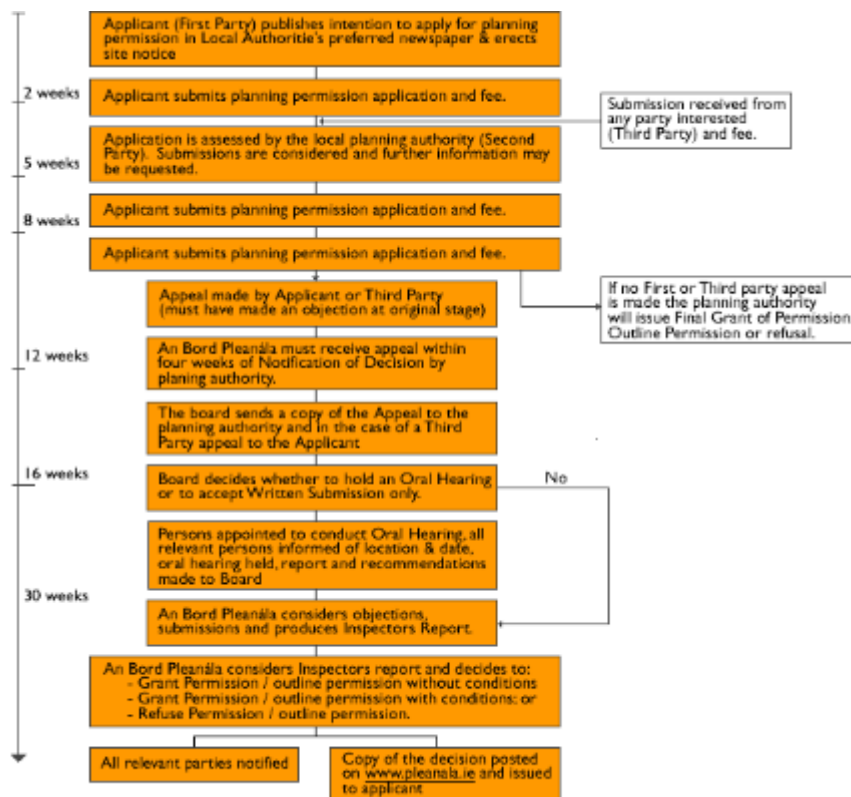 Applicant (First Party) publishes intention to apply for planning
permission in Local Authoritie's preferred newspaper & erects
site notice
2 weeks
Applicant submits planning permission application and fee.
Submission received from
any party interested
(Third Party) and fee.
Application is assessed by the local planning authority (Second
Party). Submissions are considered and further information may
be requested.
5 weeks
Applicant submits planning permission application and fee.
8 weeks
Applicant submits planning permission application and fee.
Appeal made by Applicant or Third Party
(must have made an objection at original stage)
If no First or Third party appeal
is made the planning authority
will issue Final Grant of Permission
Outline Permission or refusal.
12 weeks
An Bord Pleanála must receive appeal within
four weeks of Notification of Decision by
planing authority.
The board sends a copy of the Appeal to the
planning authority and in the case of a Third
Party appeal to the Applicant
16 weeks
Board decides whether to hold an Oral Hearing
or to accept Written Submission only.
No
Persons appointed to conduct Oral Hearing, all
relevant persons informed of location & date,
oral hearing held, report and recommendations
made to Board
30 weeks
An Bord Pleanála considers objections,
submissions and produces Inspectors Report.
An Bord Pleanála considers Inspectors report and decides to:
- Grant Permission / outline permission without conditions
- Grant Permission / outline permission with conditions: or
- Refuse Permission / outline permission.
All relevant parties notified
Copy of the decision posted
on www.pleanala.ie and issued
to applicant